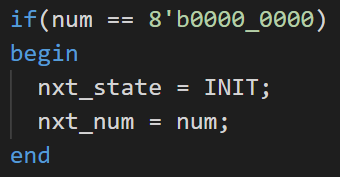 if(num == 8'b0000_0000)
begin
  nxt_state = INIT;
  nxt_num = num;
end